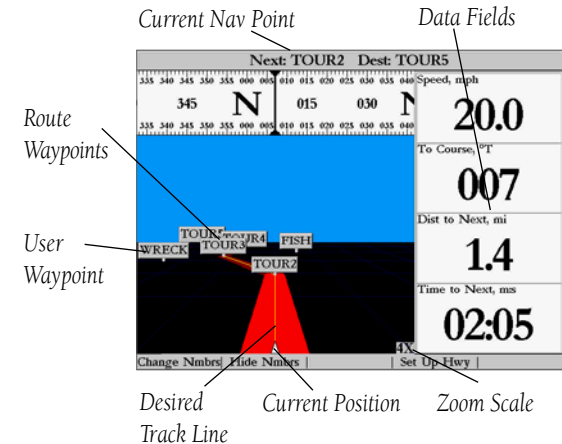 Current Nav Point
Data Fields
Next: TOUR2 Dest: TOUR5
335 340 345 350 355 000 005 010 015 020 025 030 035 040
345 N 015 030 N
335 340 345 350 355 000 005 010 015 020 025 030 035 040
Speed, mph
20.0
To Course, °T
007
Dist to Next, mi
1.4
Time to Next, m:s
02:05
Route
Waypoints
User
Waypoint
TOUR4
TOUR3
FISH
WRECK
TOUR2
4X
Change Nmbrs| Hide Nmbrs | | Set Up Hwy |
Desired
Track Line
Current Position
Zoom Scale